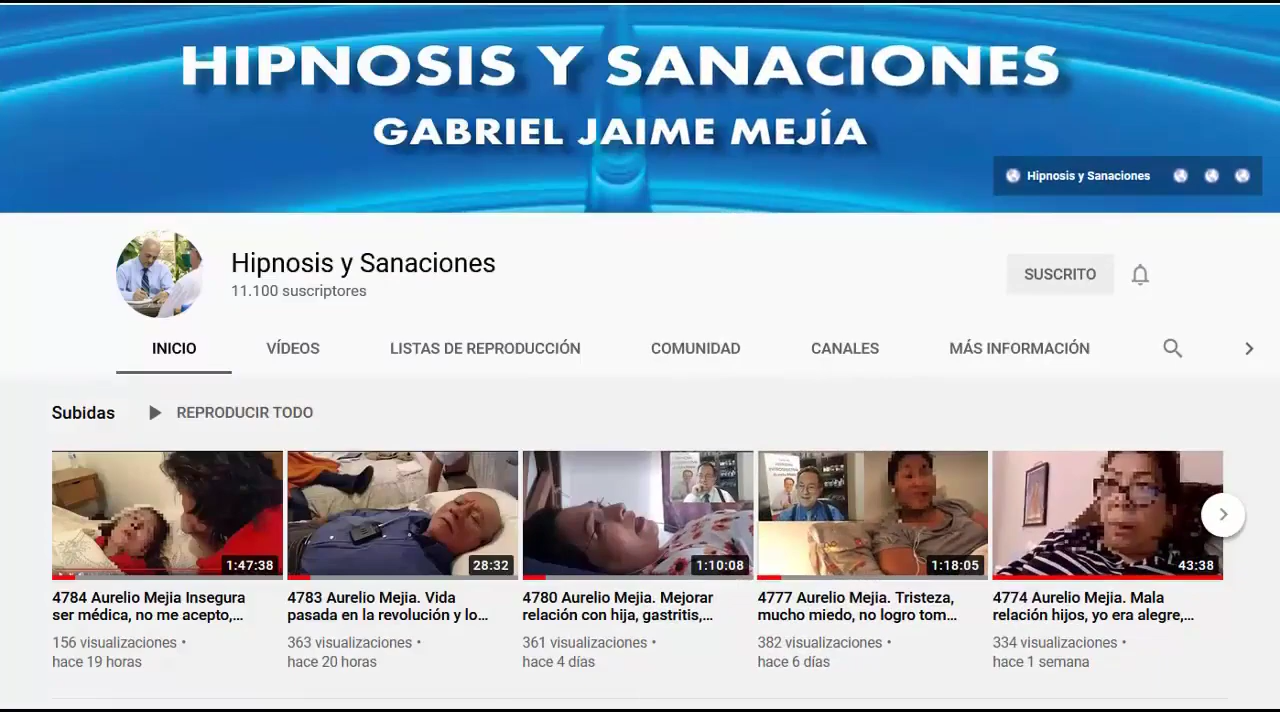 HIPNOSIS Y SANACIONES
GABRIEL JAIME MEJÍA
Hipnosis y Sanaciones
Hipnosis y Sanaciones
11.100 suscriptores
SUSCRITO
INICIO VÍDEOS LISTAS DE REPRODUCCIÓN COMUNIDAD CANALES MÁS INFORMACIÓN
Subidas REPRODUCIR TODO
1:47:38
28:32
1:10:08
1:18:05
43:38
4784 Aurelio Mejia Insegura
ser médica, no me acepto,...
156 visualizaciones •
hace 19 horas
4783 Aurelio Mejia. Vida
pasada en la revolución y lo...
363 visualizaciones •
hace 20 horas
4780 Aurelio Mejia. Mejorar
relación con hija, gastritis,...
361 visualizaciones •
hace 4 días
4777 Aurelio Mejia. Tristeza,
mucho miedo, no logro tom...
382 visualizaciones •
hace 6 días
4774 Aurelio Mejia. Mala
relación hijos, yo era alegre,...
334 visualizaciones •
hace 1 semana